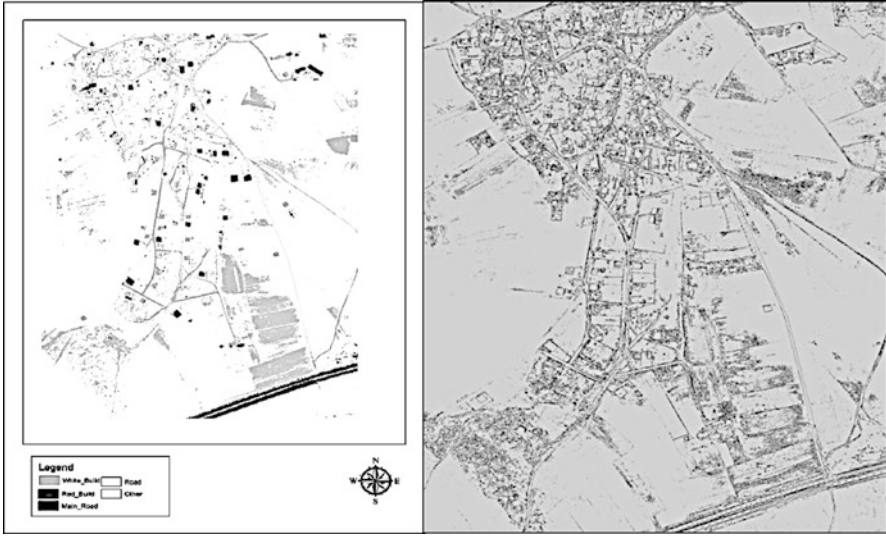 N
W E
S
Legend
White_Build Road
Red_Build Other
Main_Road